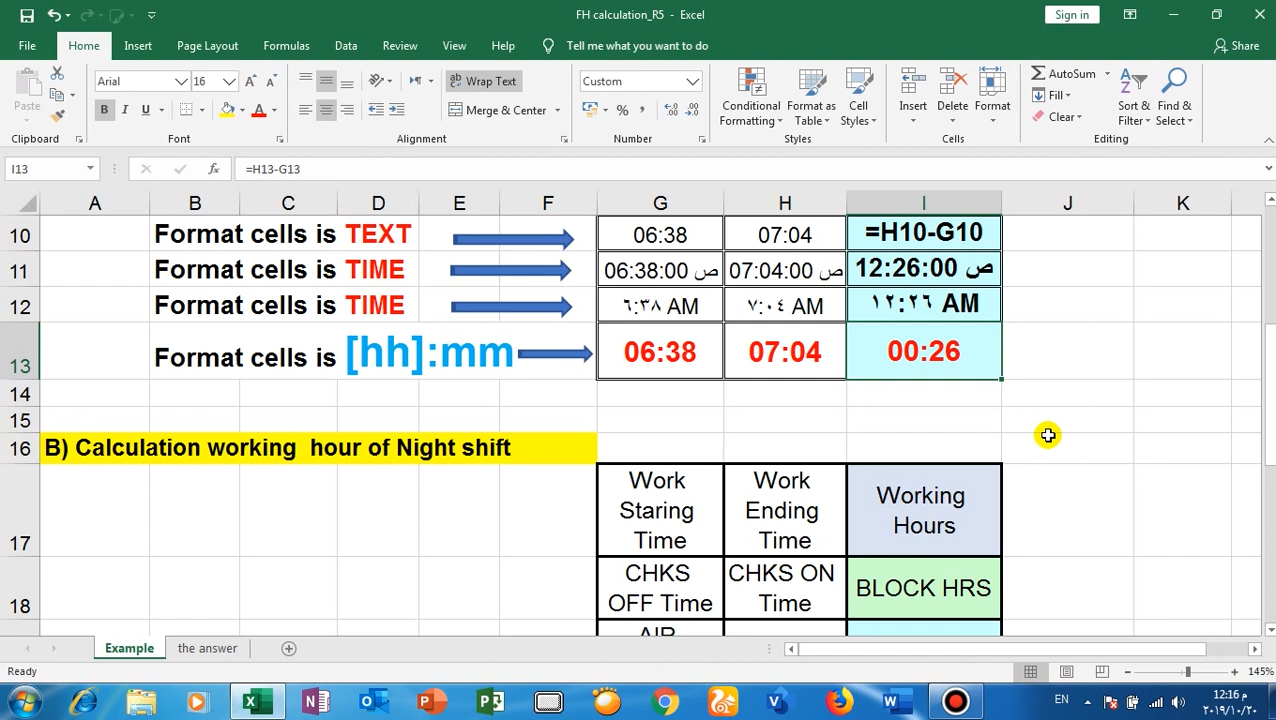 FH calculation_R5 - Excel
Sign in
File Home Insert Page Layout Formulas Data Review View Help Tell me what you want to do Share
Arial 16 Wrap Text Custom AutoSum
Paste Fill
B I U A Merge & Center % , Conditional Formatting Format as Table Cell Styles Insert Delete Format Clear Sort & Filter Find & Select
Clipboard Font Alignment Number Styles Cells Editing
I13 fx =H13-G13
A B C D E F G H I J K
10 Format cells is TEXT 06:38 07:04 =H10-G10
11 Format cells is TIME 06:38:00 ص 07:04:00 ص 12:26:00 ص
12 Format cells is TIME ٦:٣٨ AM ٧:٠٤ AM ١٢:٢٦ AM
13 Format cells is [hh]:mm 06:38 07:04 00:26
14
15
16 B) Calculation working hour of Night shift
17 Work Staring Time Work Ending Time Working Hours
18 CHKS OFF Time CHKS ON Time BLOCK HRS
AIR
Example the answer
Ready 145%
EN 12:16 م
٢٠١٩/١٠/٢٠